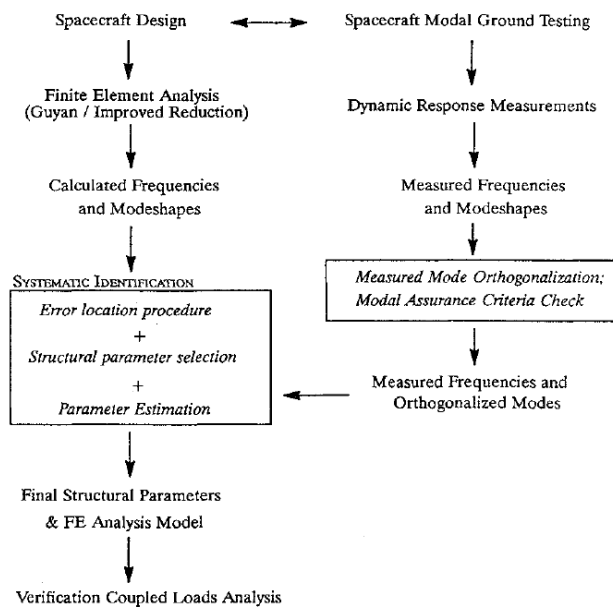 Spacecraft Design
Spacecraft Modal Ground Testing
Finite Element Analysis
(Guyan / Improved Reduction)
Dynamic Response Measurements
Calculated Frequencies
and Modeshapes
Measured Frequencies
and Modeshapes
SYSTEMATIC IDENTIFICATION
Error location procedure
+
Structural parameter selection
+
Parameter Estimation
Measured Mode Orthogonalization;
Modal Assurance Criteria Check
Measured Frequencies and
Orthogonalized Modes
Final Structural Parameters
& FE Analysis Model
Verification Coupled Loads Analysis